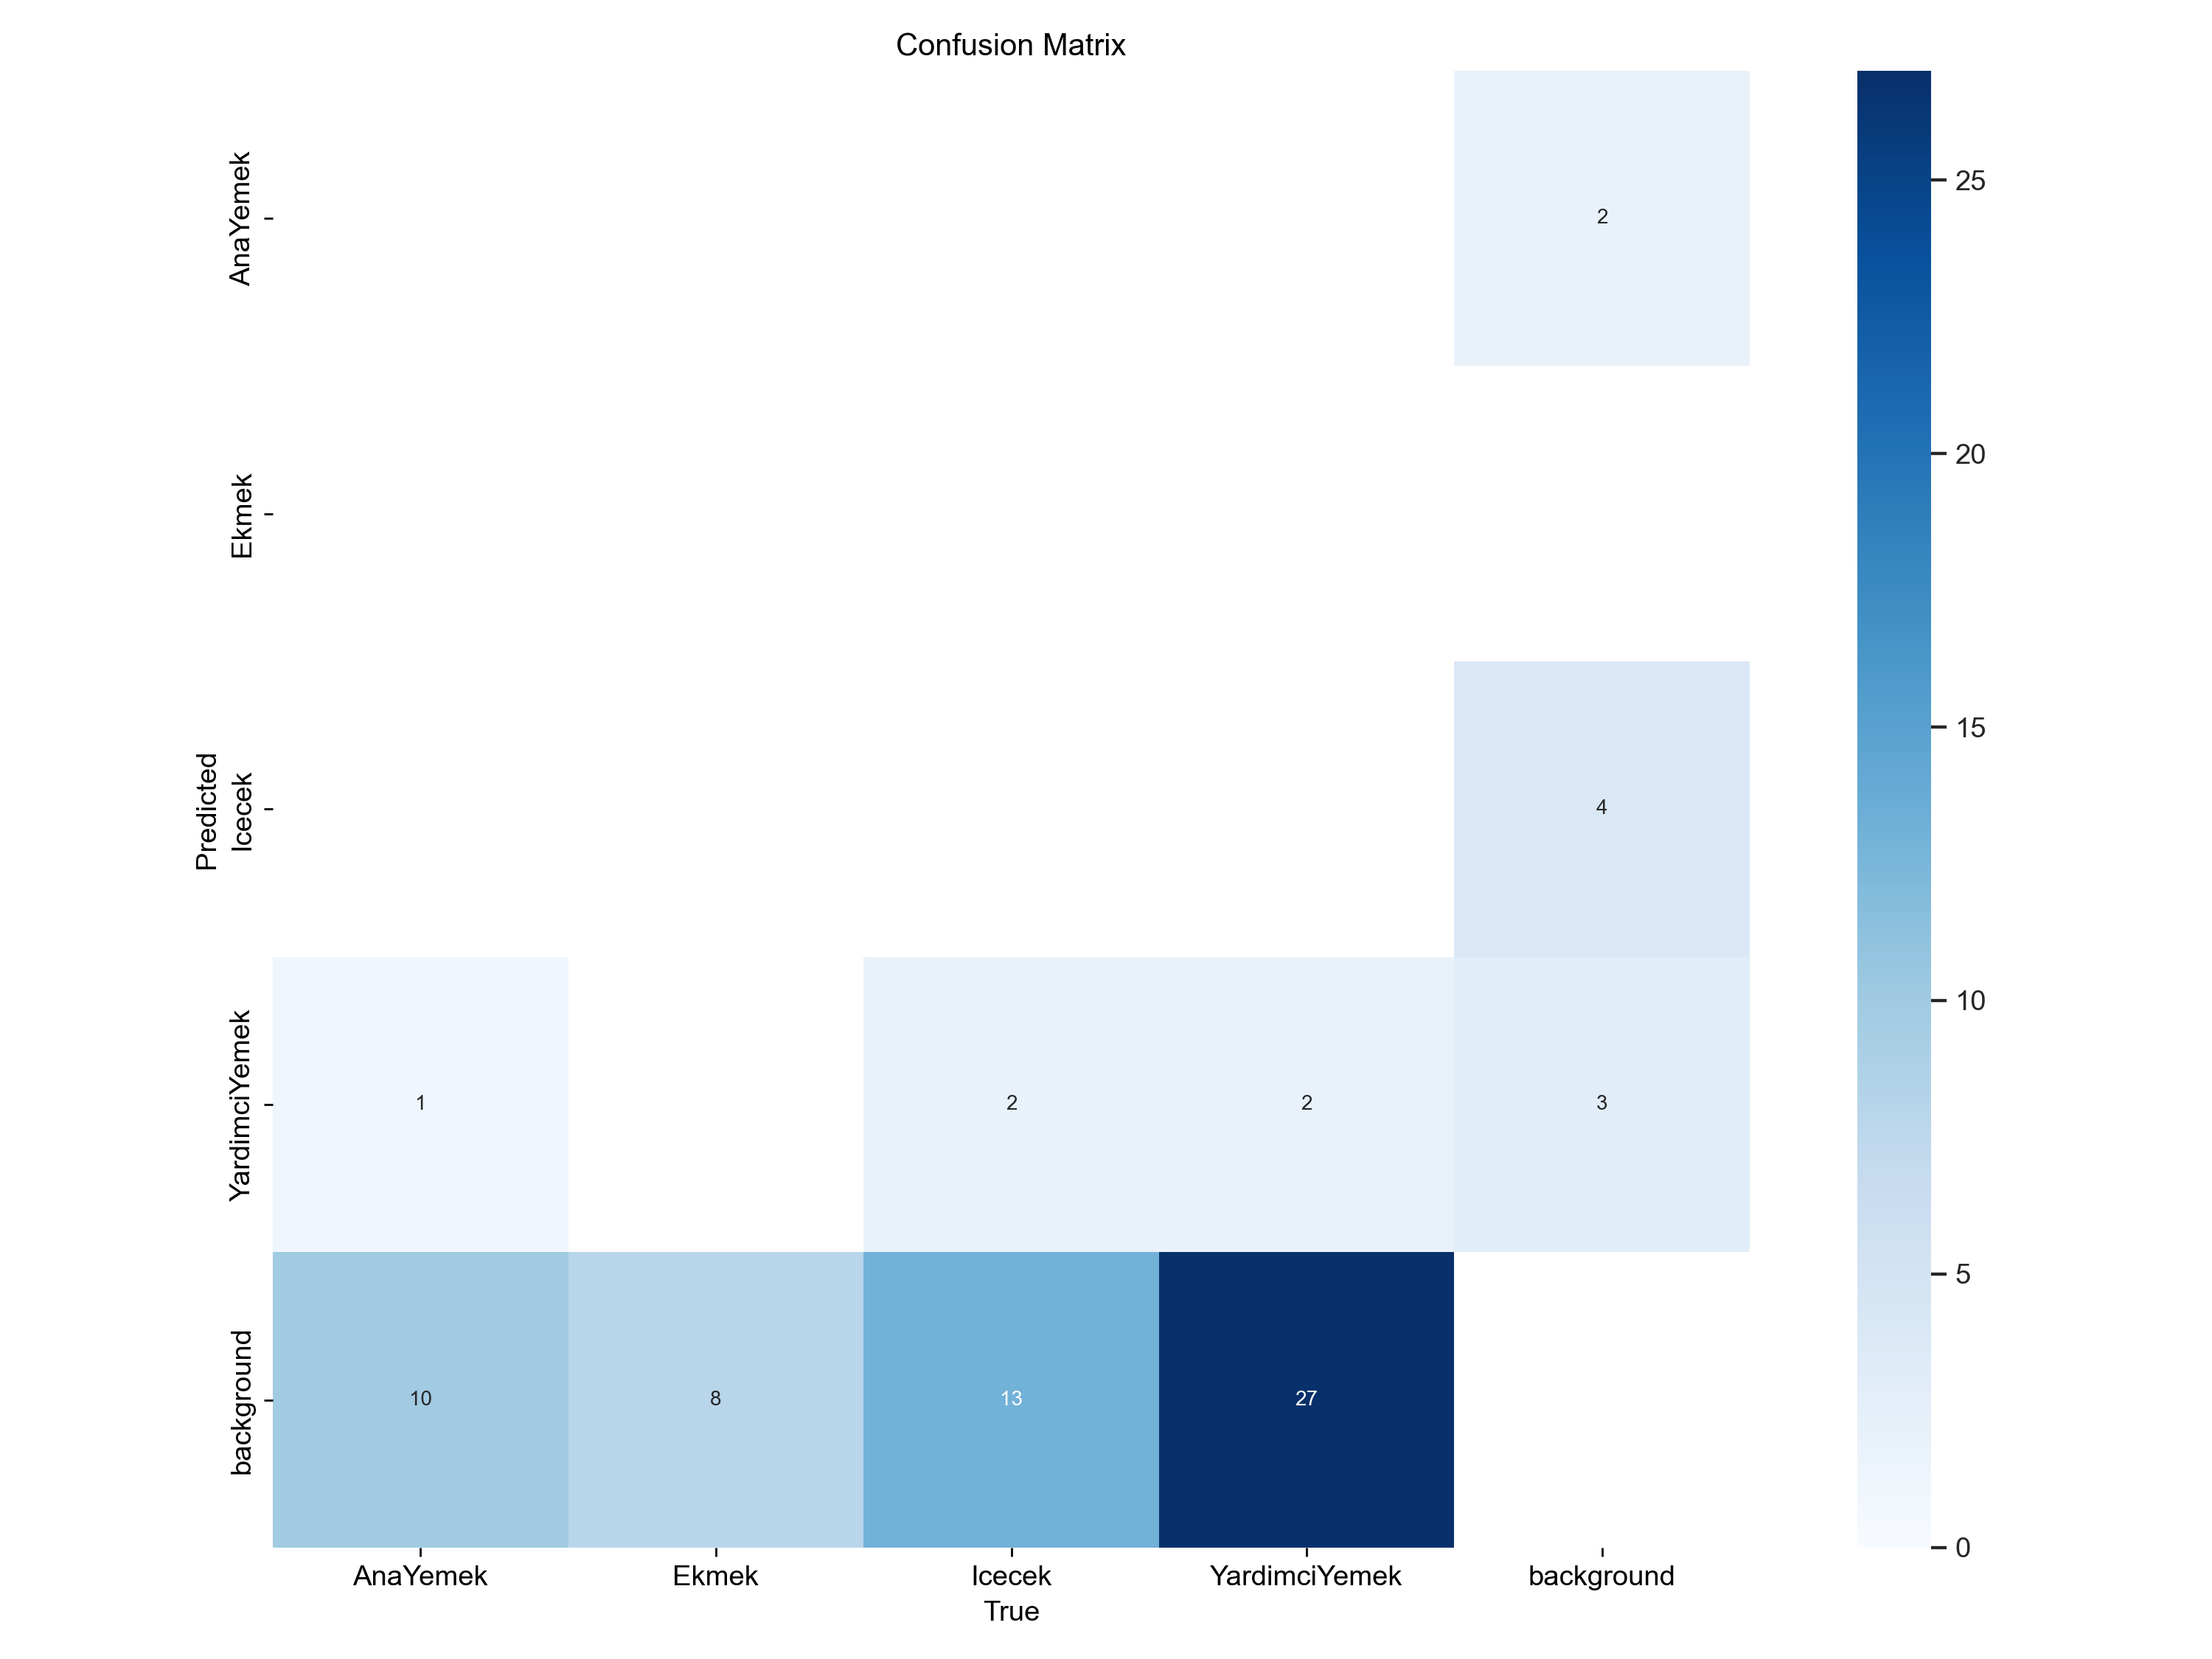 Confusion Matrix
AnaYemek
2
25
20
Ekmek
15
Predicted
Icecek
4
10
YardimciYemek
1
2
2
3
5
background
10
8
13
27
0
AnaYemek
Ekmek
Icecek
YardimciYemek
background
True